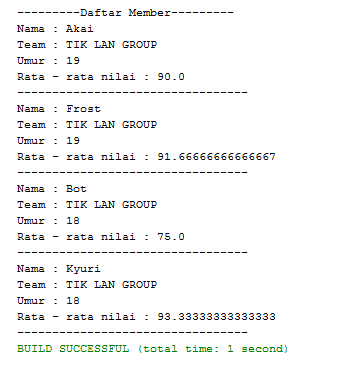 ---------Daftar Member---------
Nama : Akai
Team : TIK LAN GROUP
Umur : 19
Rata - rata nilai : 90.0
---------------------------------
Nama : Frost
Team : TIK LAN GROUP
Umur : 19
Rata - rata nilai : 91.66666666666667
---------------------------------
Nama : Bot
Team : TIK LAN GROUP
Umur : 18
Rata - rata nilai : 75.0
---------------------------------
Nama : Kyuri
Team : TIK LAN GROUP
Umur : 18
Rata - rata nilai : 93.33333333333333
---------------------------------
BUILD SUCCESSFUL (total time: 1 second)